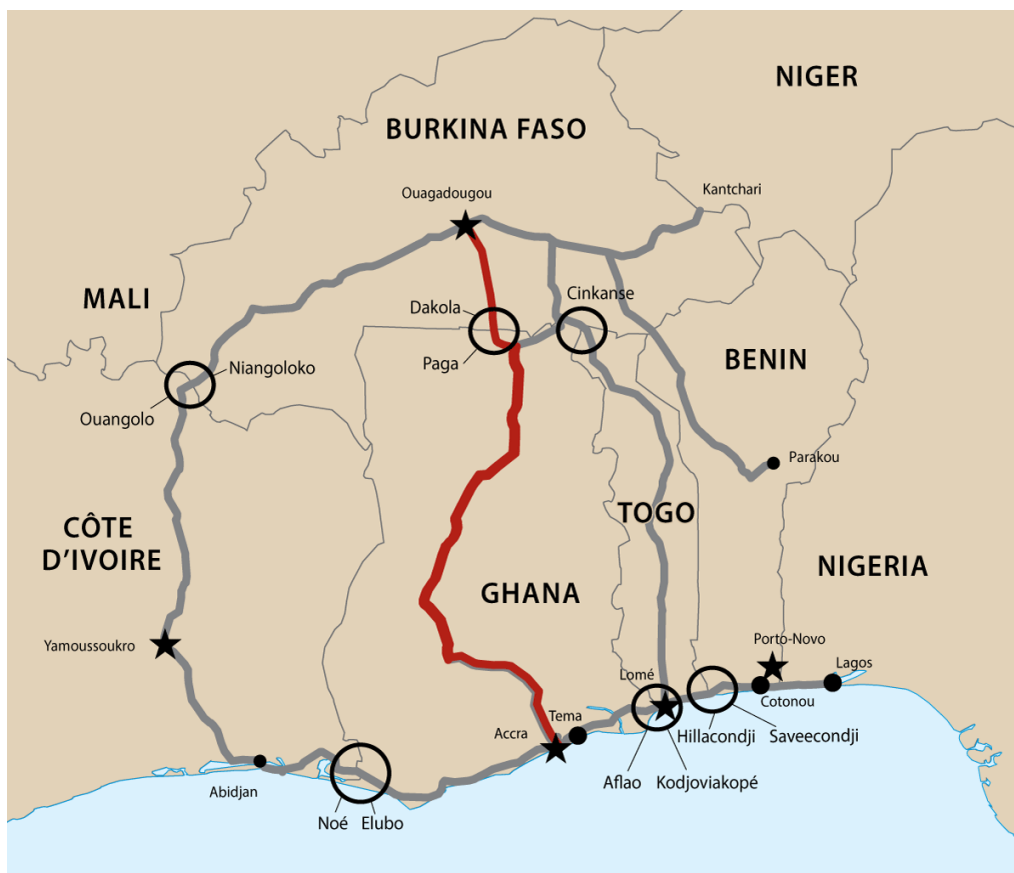 NIGER
BURKINA FASO
Kantchari
Ouagadougou
MALI
Dakola
Cinkanse
Niangoloko
Paga
BENIN
Ouangolo
Parakou
TOGO
CÔTE
D'IVOIRE
NIGERIA
GHANA
Yamoussoukro
Porto-Novo
Lomé
Lagos
Cotonou
Tema
Accra
Hillacondji
Saveecondji
Aflao
Kodjoviakopé
Abidjan
Noé
Elubo